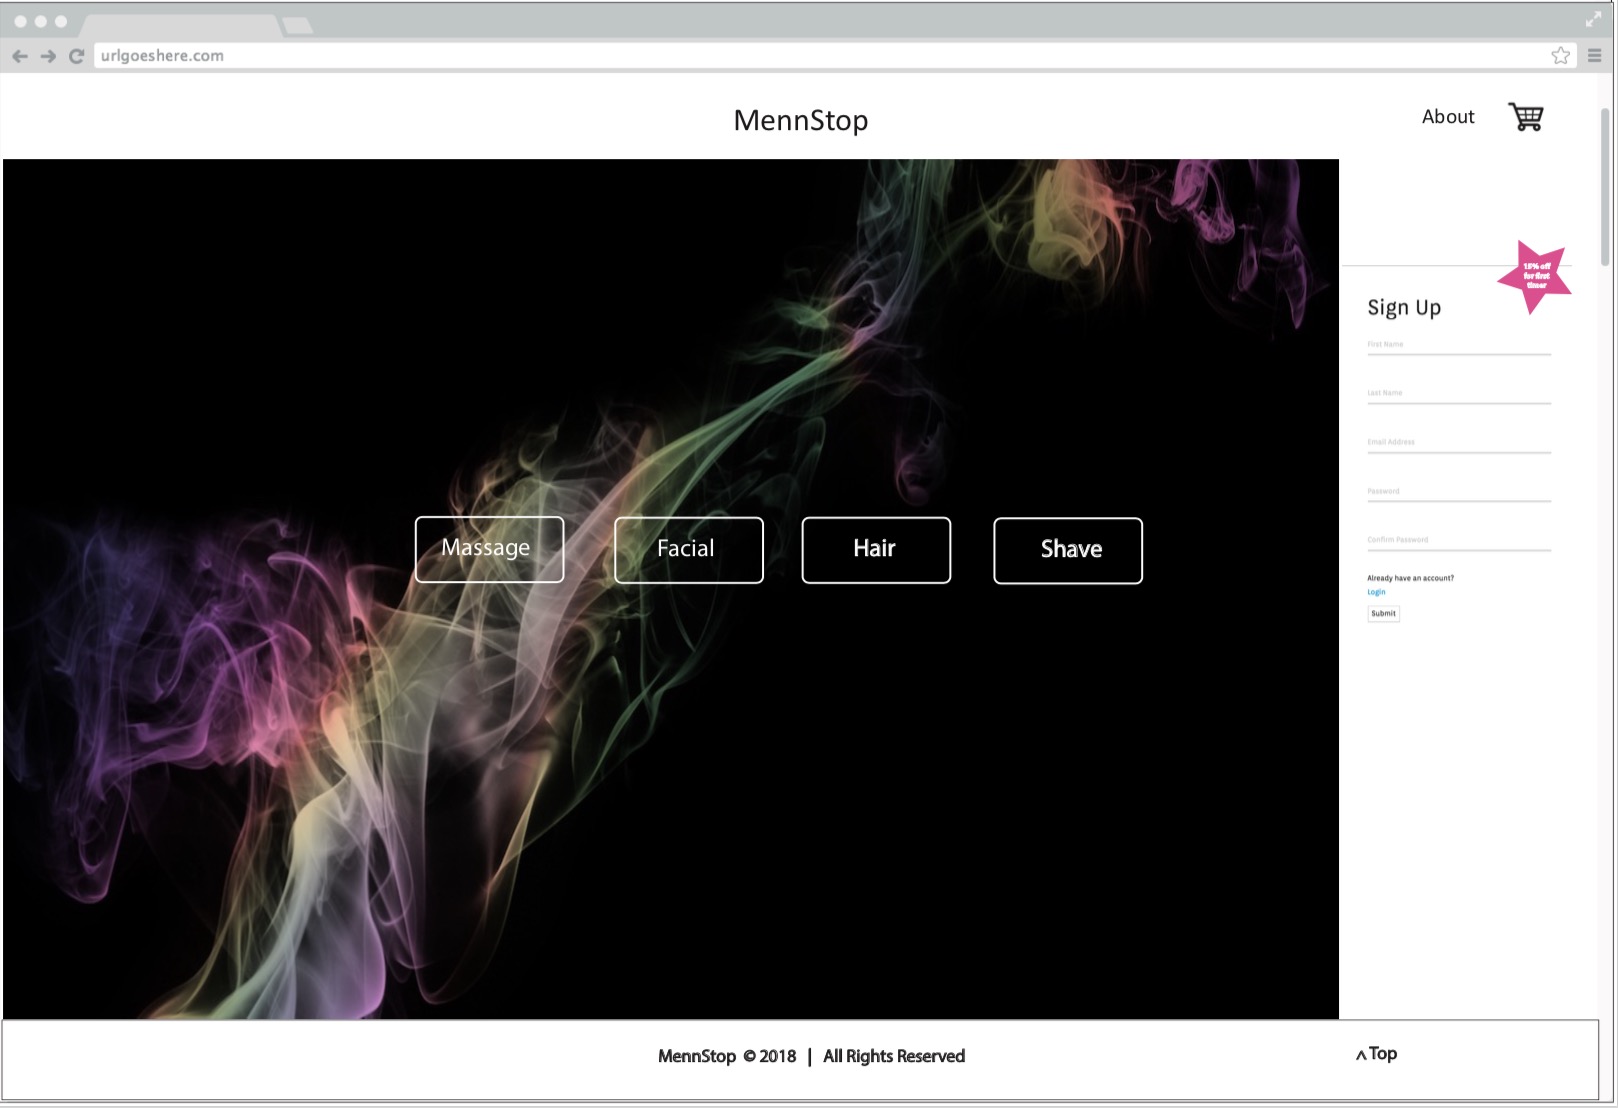 urlgoeshere.com
MennStop
About
15% off
for first
timer
Sign Up
First Name
Last Name
Email Address
Password
Confirm Password
Already have an account?
Login
Submit
Massage
Facial
Hair
Shave
MennStop © 2018 | All Rights Reserved
^Top